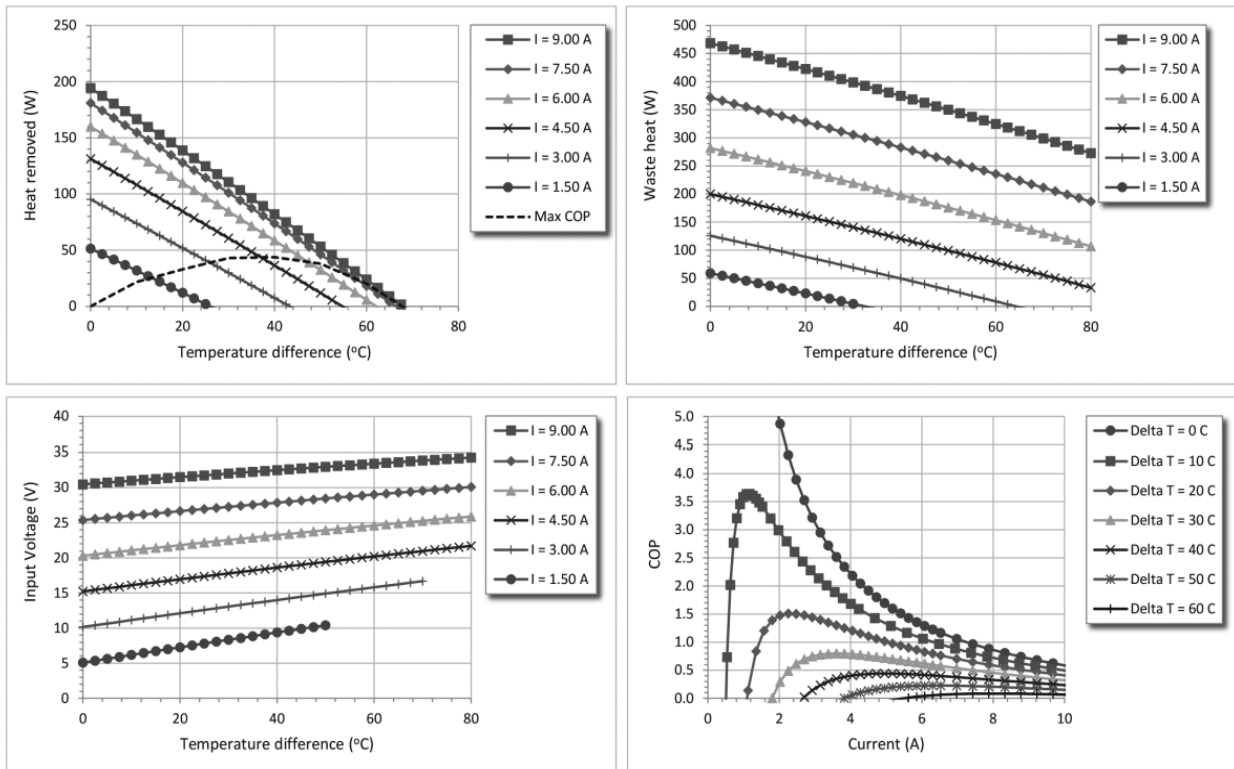 250
200
150
100
50
0
Heat removed (W)
0 20 40 60 80
Temperature difference (°C)
I = 9.00 A
I = 7.50 A
I = 6.00 A
I = 4.50 A
I = 3.00 A
I = 1.50 A
Max COP
500
450
400
350
300
250
200
150
100
50
0
Waste heat (W)
0 20 40 60 80
Temperature difference (°C)
I = 9.00 A
I = 7.50 A
I = 6.00 A
I = 4.50 A
I = 3.00 A
I = 1.50 A
40
35
30
25
20
15
10
5
0
Input Voltage (V)
0 20 40 60 80
Temperature difference (°C)
I = 9.00 A
I = 7.50 A
I = 6.00 A
I = 4.50 A
I = 3.00 A
I = 1.50 A
5.0
4.5
4.0
3.5
3.0
2.5
2.0
1.5
1.0
0.5
0.0
COP
0 2 4 6 8 10
Current (A)
Delta T = 0 C
Delta T = 10 C
Delta T = 20 C
Delta T = 30 C
Delta T = 40 C
Delta T = 50 C
Delta T = 60 C